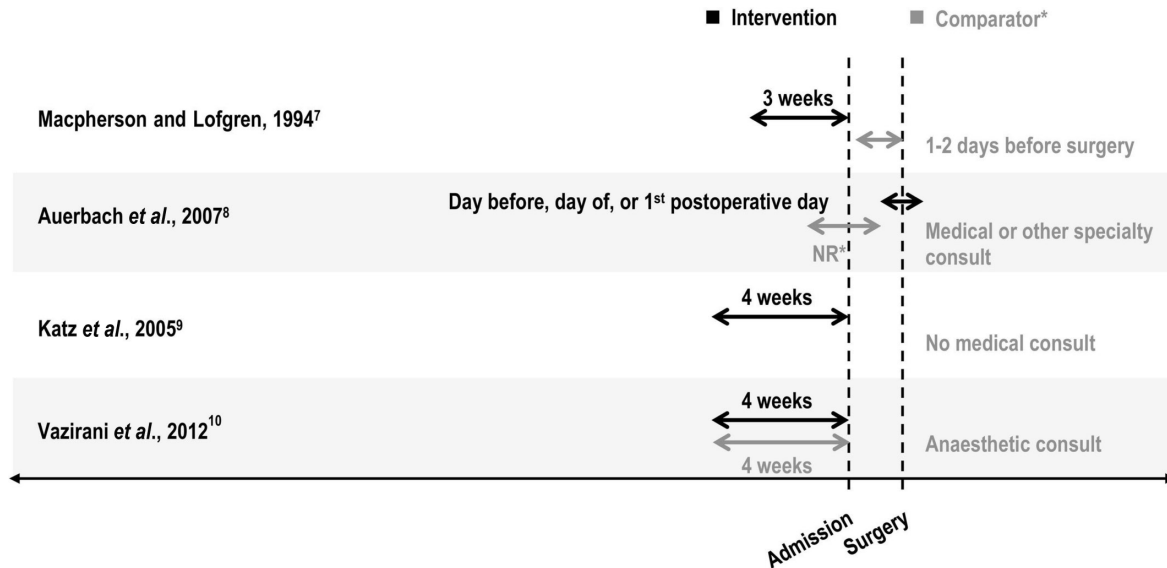 Intervention
Comparator*
3 weeks
Macpherson and Lofgren, 1994⁷
1-2 days before surgery
Day before, day of, or 1ˢᵗ postoperative day
Auerbach et al., 2007⁸
Medical or other specialty
consult
NR*
4 weeks
Katz et al., 2005⁹
No medical consult
4 weeks
Vazirani et al., 2012¹⁰
Anaesthetic consult
4 weeks
Admission
Surgery